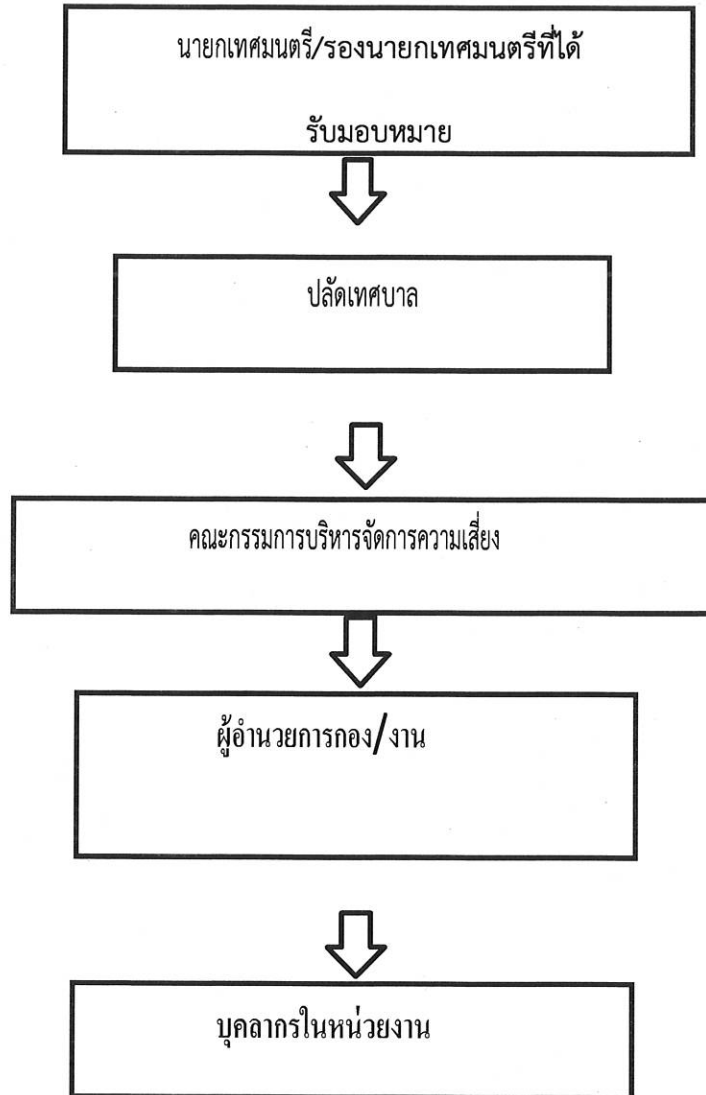 นายกเทศมนตรี/รองนายกเทศมนตรีที่ได้
รับมอบหมาย
ปลัดเทศบาล
คณะกรรมการบริหารจัดการความเสี่ยง
ผู้อำนวยการกอง/งาน
บุคลากรในหน่วยงาน